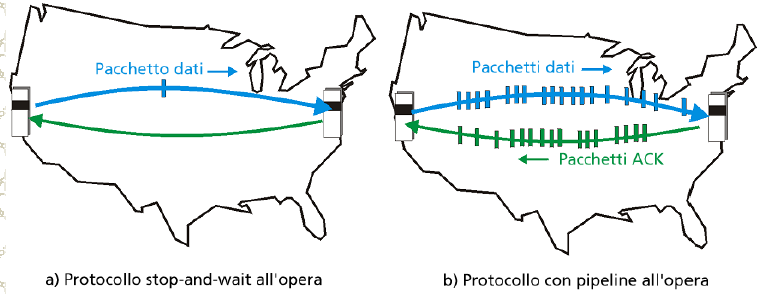 Pacchetto dati
Pacchetti dati
Pacchetti ACK
a) Protocollo stop-and-wait all'opera
b) Protocollo con pipeline all'opera